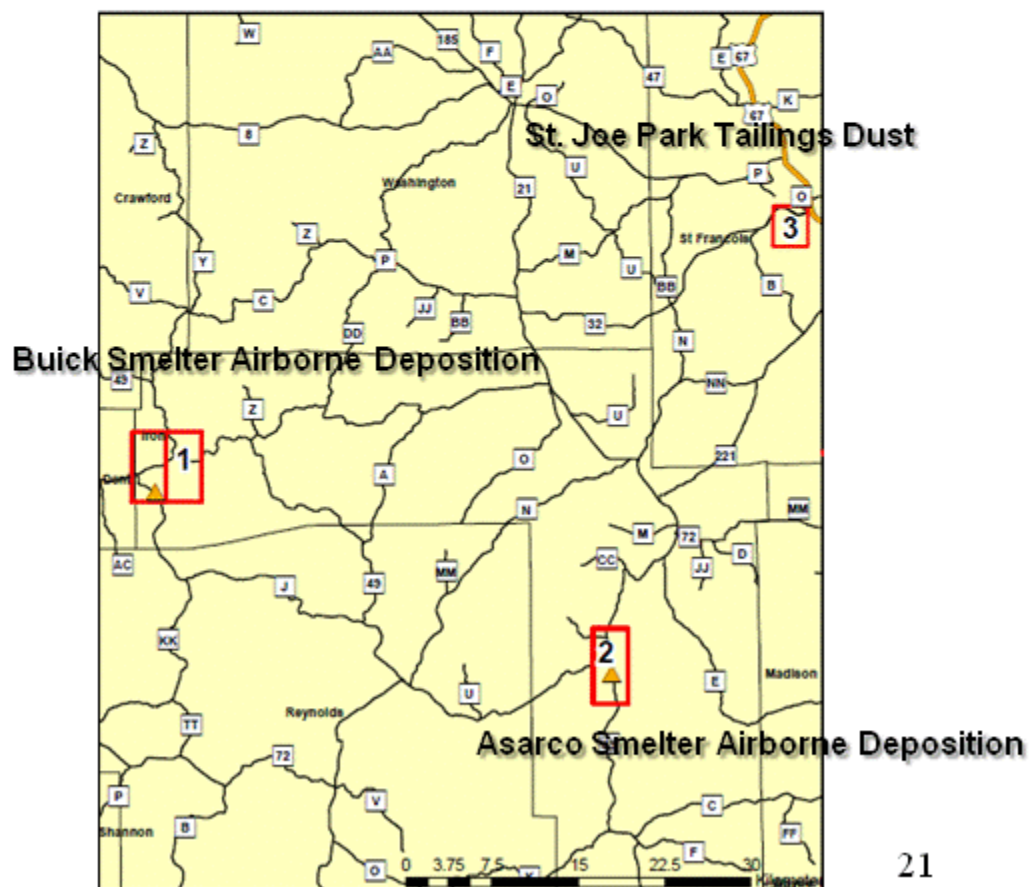 W
185
F
AA
E
67
47
E
O
K
67
Z
8
St. Joe Park Tailings Dust
U
P
Washington
21
Crawford
O
3
Z
St Francois
M
Y
P
U
BB
B
V
C
JJ
BB
32
DD
N
Buick Smelter Airborne Deposition
49
NN
Z
U
Iron
1
221
O
A
Dent
N
MM
M
72
CC
D
AC
JJ
MM
J
49
KK
2
Madison
U
E
Reynolds
TT
Asarco Smelter Airborne Deposition
72
P
V
C
Shannon
B
FF
F
0 3.75 7.5 15 22.5 30
O
21